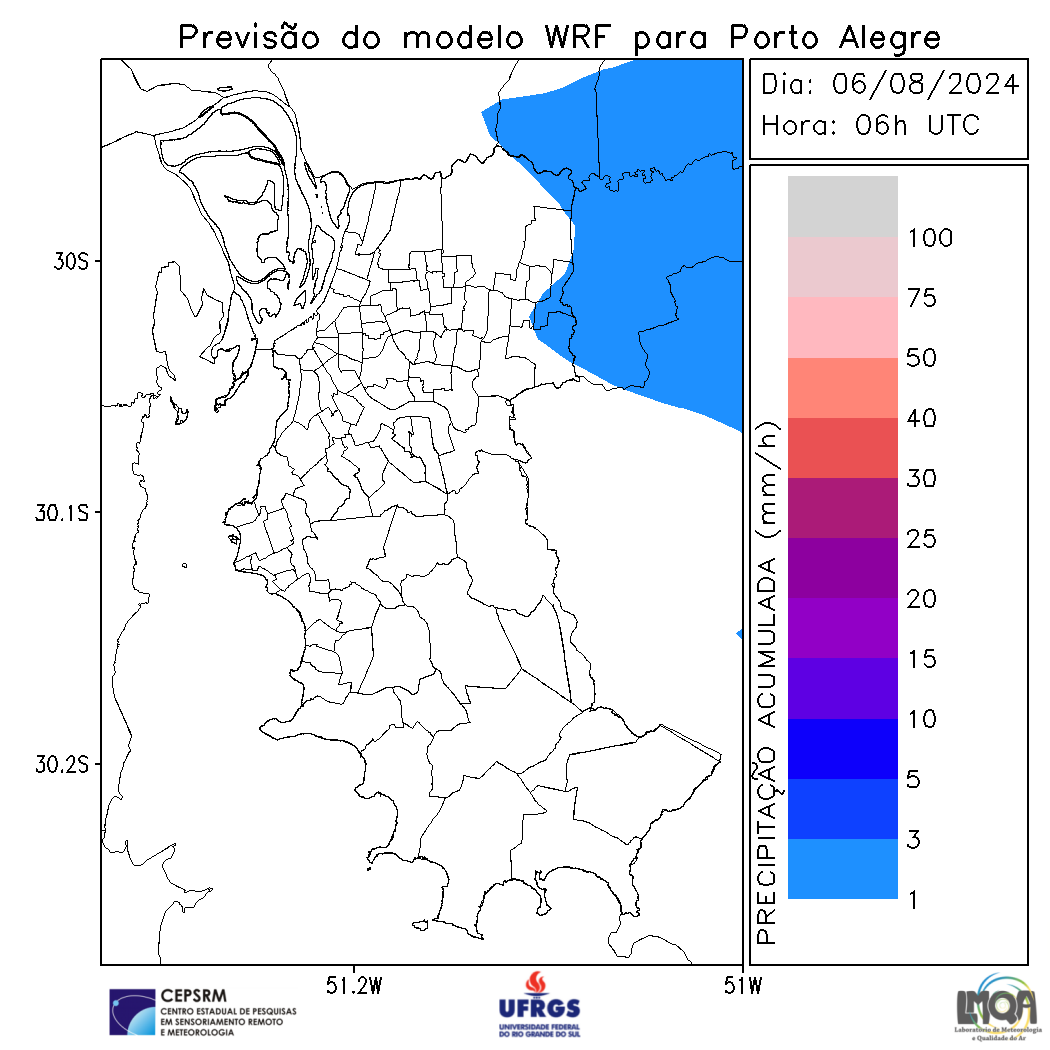 Previsão do modelo WRF para Porto Alegre
Dia: 06/08/2024
Hora: 06h UTC
30S
30.1S
30.2S
51.2W
51W
PRECIPITAÇÃO ACUMULADA (mm/h)
100
75
50
40
30
25
20
15
10
5
3
1
CEPSRM
CENTRO ESTADUAL DE PESQUISAS
EM SENSORIAMENTO REMOTO
E METEOROLOGIA
UFRGS
UNIVERSIDADE FEDERAL
DO RIO GRANDE DO SUL
LMQA
Laboratório de Meteorologia
e Qualidade do Ar